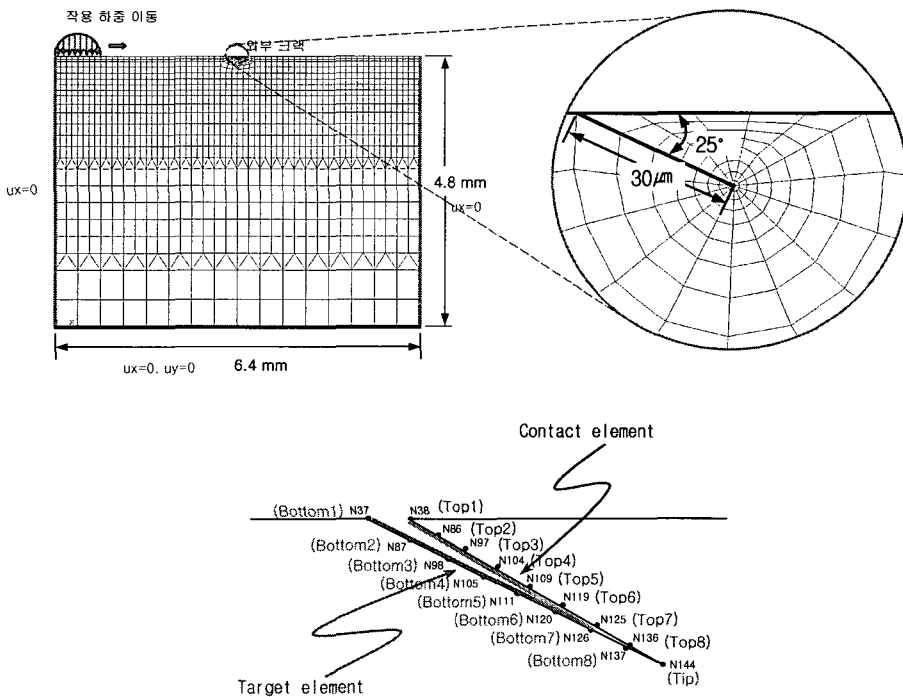 작용 하중 이동
외부 크랙
25°
30㎛
ux=0
4.8 mm
ux=0
ux=0. uy=0
6.4 mm
Contact element
(Bottom1) N37
N38 (Top1)
N86 (Top2)
(Bottom2) N87
N97 (Top3)
(Bottom3) N98
N104 (Top4)
(Bottom4) N105
N109 (Top5)
(Bottom5) N111
N119 (Top6)
(Bottom6) N120
N125 (Top7)
(Bottom7) N126
N136 (Top8)
(Bottom8) N137
N144
(Tip)
Target element